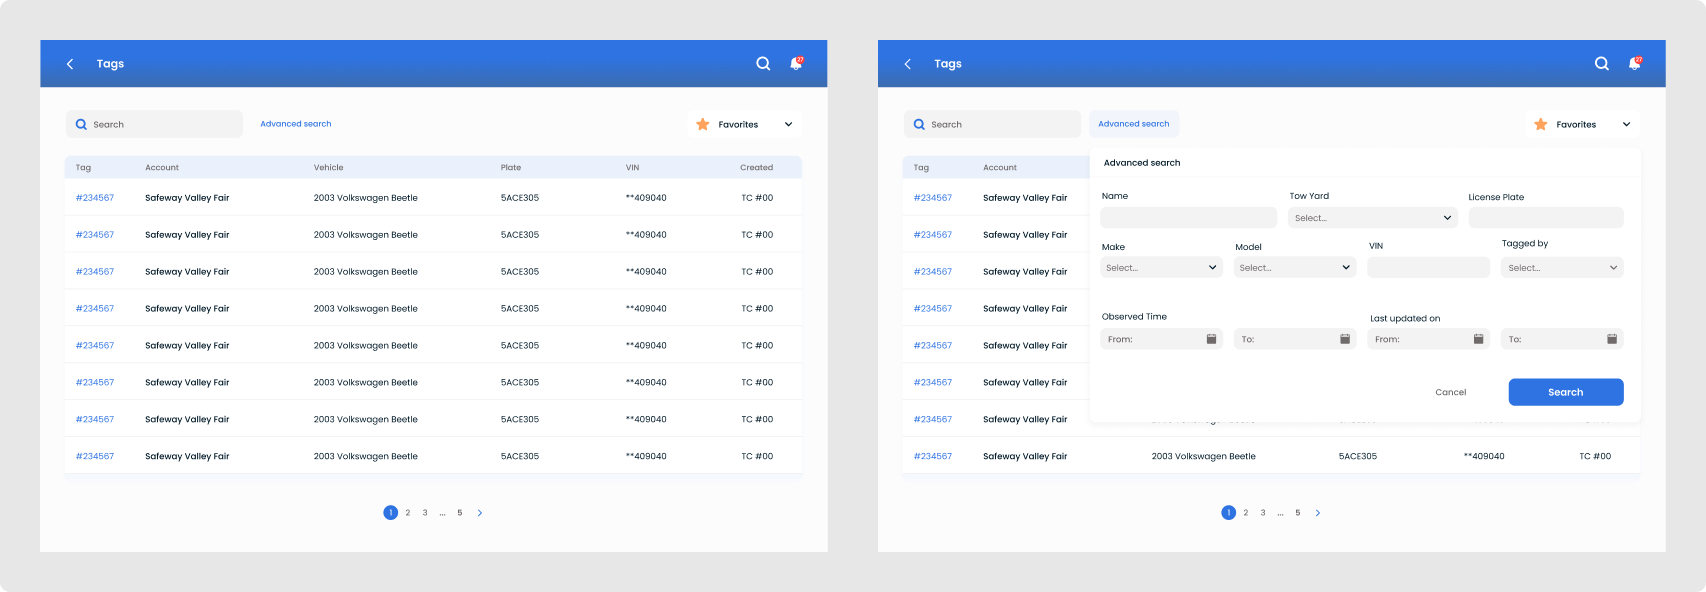 Tags
27
Search
Advanced search
Favorites
Tag Account Vehicle Plate VIN Created
#234567 Safeway Valley Fair 2003 Volkswagen Beetle 5ACE305 **409040 TC #00
#234567 Safeway Valley Fair 2003 Volkswagen Beetle 5ACE305 **409040 TC #00
#234567 Safeway Valley Fair 2003 Volkswagen Beetle 5ACE305 **409040 TC #00
#234567 Safeway Valley Fair 2003 Volkswagen Beetle 5ACE305 **409040 TC #00
#234567 Safeway Valley Fair 2003 Volkswagen Beetle 5ACE305 **409040 TC #00
#234567 Safeway Valley Fair 2003 Volkswagen Beetle 5ACE305 **409040 TC #00
#234567 Safeway Valley Fair 2003 Volkswagen Beetle 5ACE305 **409040 TC #00
#234567 Safeway Valley Fair 2003 Volkswagen Beetle 5ACE305 **409040 TC #00
1 2 3 ... 5
Tags
27
Search
Advanced search
Favorites
Tag Account
#234567 Safeway Valley Fair
#234567 Safeway Valley Fair
#234567 Safeway Valley Fair
#234567 Safeway Valley Fair
#234567 Safeway Valley Fair
#234567 Safeway Valley Fair
#234567 Safeway Valley Fair
#234567 Safeway Valley Fair 2003 Volkswagen Beetle 5ACE305 **409040 TC #00
Advanced search
Name Tow Yard License Plate
Select...
Make Model VIN Tagged by
Select... Select... Select...
Observed Time Last updated on
From: To: From: To:
Cancel Search
1 2 3 ... 5